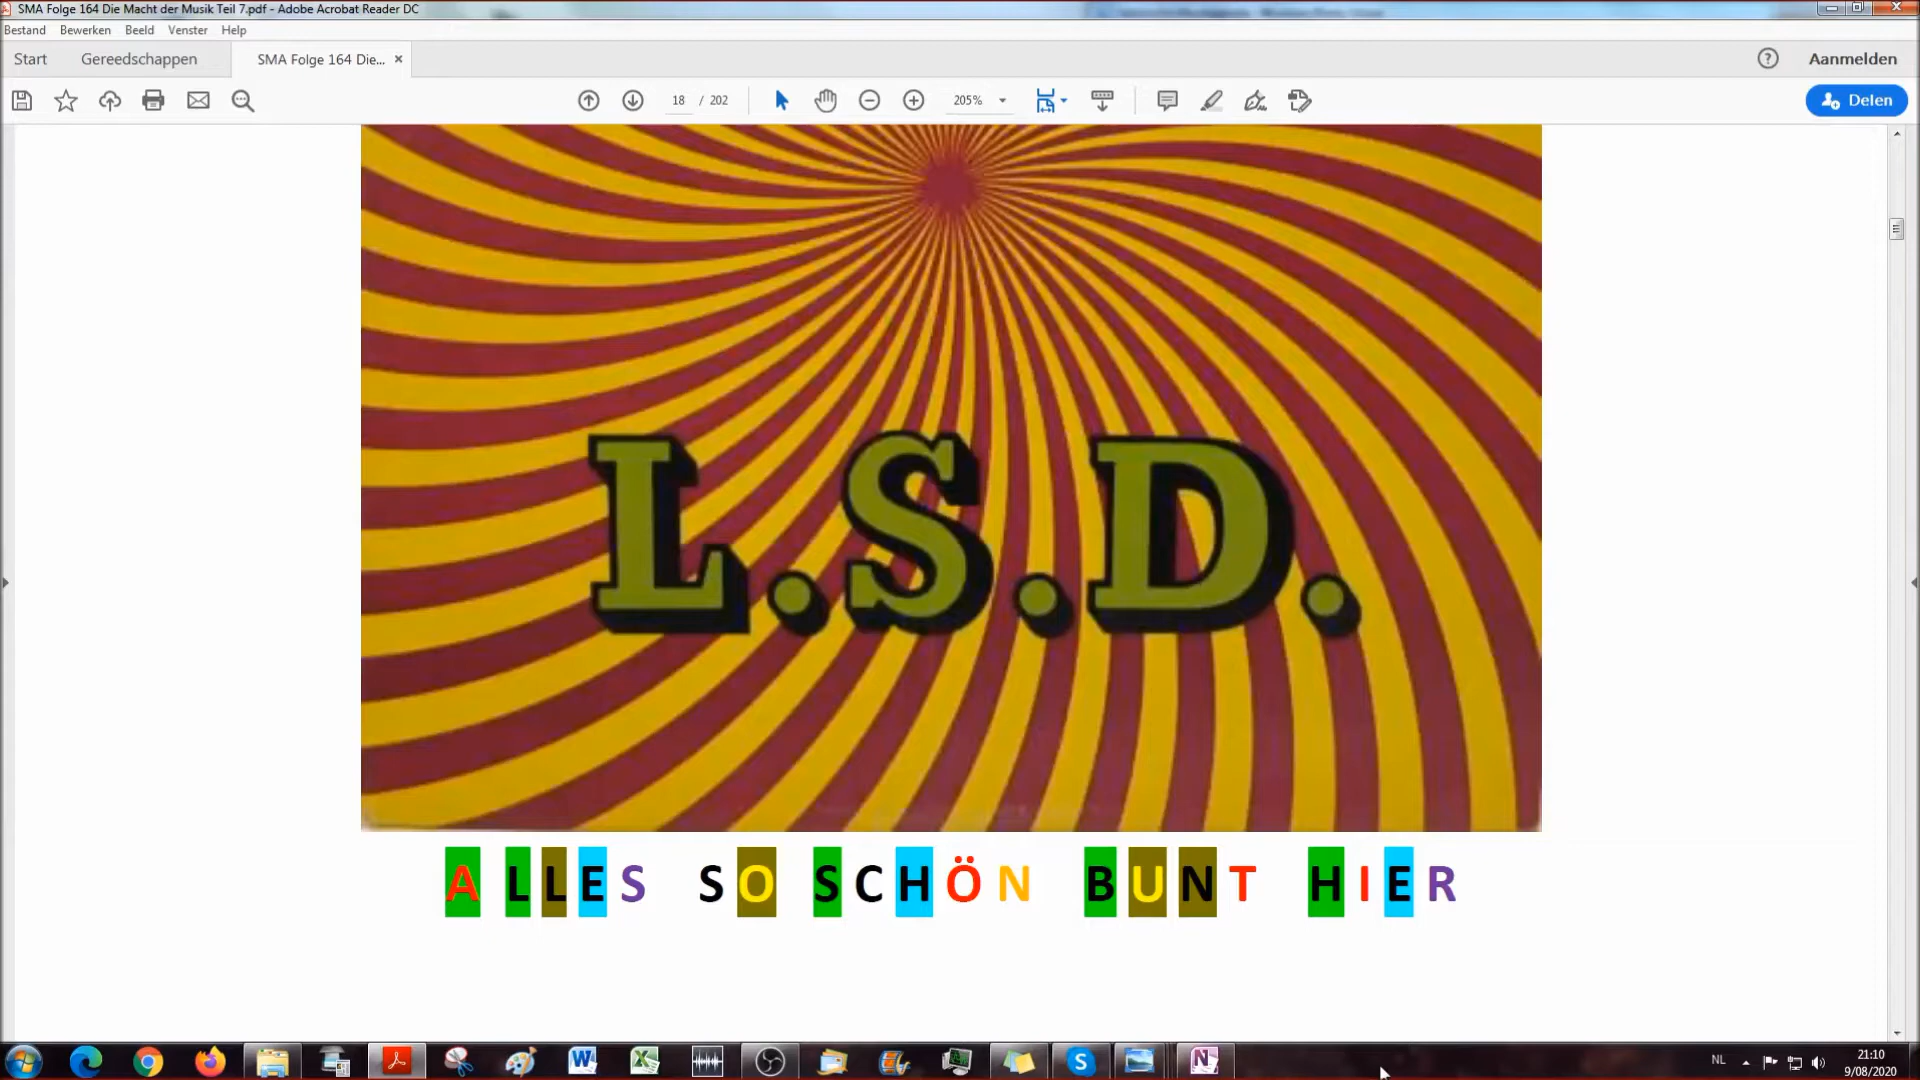 SMA Folge 164 Die Macht der Musik Teil 7.pdf - Adobe Acrobat Reader DC
Bestand Bewerken Beeld Venster Help
Start Gereedschappen SMA Folge 164 Die... × ? Aanmelden
18 / 202 205% Delen
L.S.D.
ALLES SO SCHÖN BUNT HIER
NL 21:10
9/08/2020